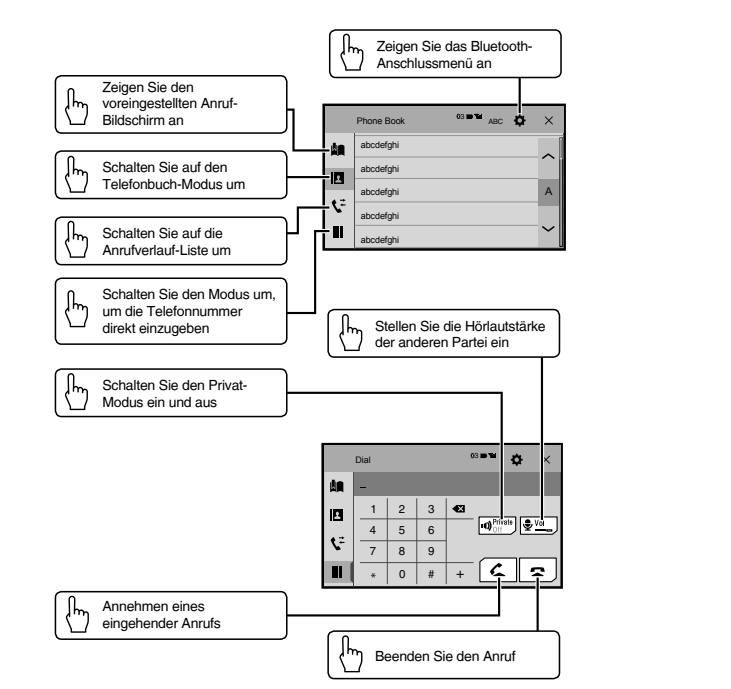 Zeigen Sie das Bluetooth-
Anschlussmenü an
Zeigen Sie den
voreingestellten Anruf-
Bildschirm an
Schalten Sie auf den
Telefonbuch-Modus um
Schalten Sie auf die
Anrufverlauf-Liste um
Schalten Sie den Modus um,
um die Telefonnummer
direkt einzugeben
Phone Book 03 ABC
abcdefghi
abcdefghi
abcdefghi
abcdefghi
abcdefghi
A
Stellen Sie die Hörlautstärke
der anderen Partei ein
Schalten Sie den Privat-
Modus ein und aus
Dial 03
–
1 2 3
4 5 6
7 8 9
* 0 # +
Private
Off
Vol
Annehmen eines
eingehender Anrufs
Beenden Sie den Anruf